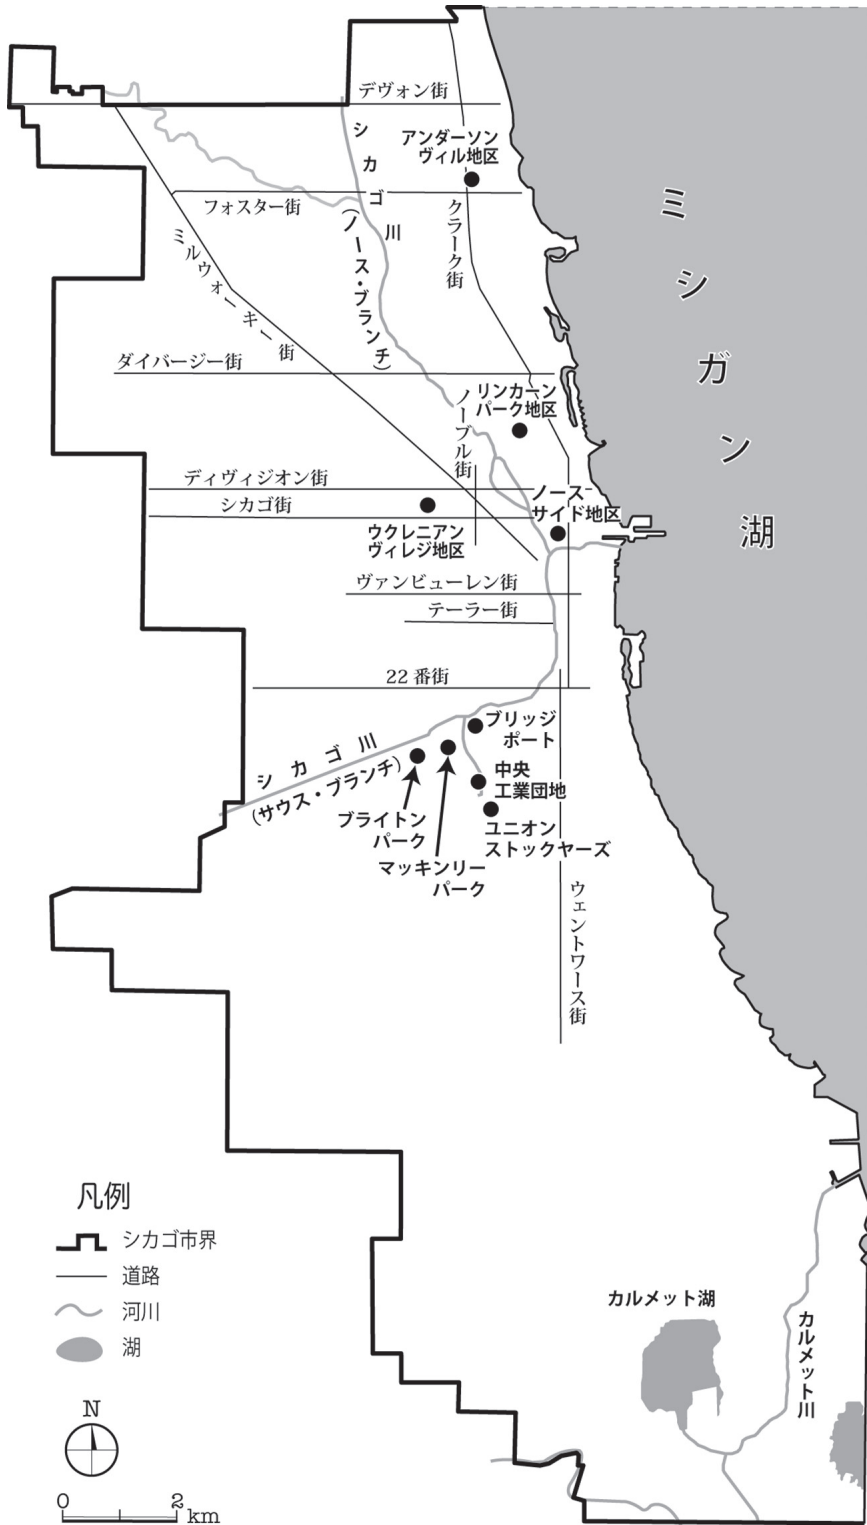 デヴォン街
シカゴ川
(ノース・ブランチ)
アンダーソン
ヴィル地区
フォスター街
クラーク街
ミルウォーキー街
ミシガン湖
ダイバージー街
リンカーン
パーク地区
ノーブル街
ディヴィジオン街
シカゴ街
ノース
サイド地区
ウクレニアン
ヴィレジ地区
ヴァンビューレン街
テーラー街
22番街
ブリッジ
ポート
シカゴ川
(サウス・ブランチ)
中央
工業団地
ブライトン
パーク
ユニオン
ストックヤーズ
マッキンリー
パーク
ウェントワース街
凡例
シカゴ市界
道路
河川
湖
カルメット湖
カルメット川
N
0 2
km